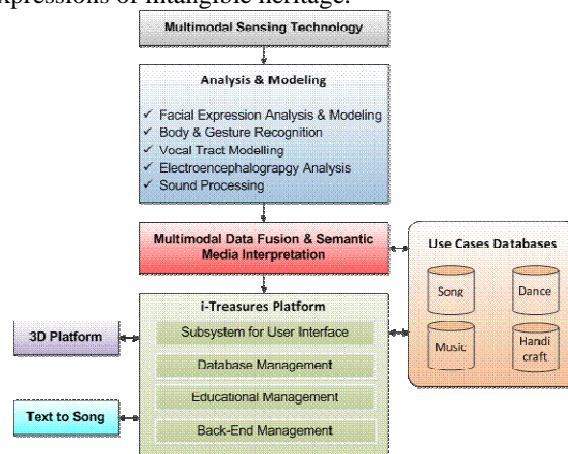 xpressions of intangible heritage.
Multimodal Sensing Technology
Analysis & Modeling
✓ Facial Expression Analysis & Modeling
✓ Body & Gesture Recognition
✓ Vocal Tract Modelling
✓ Electroencephalograpgy Analysis
✓ Sound Processing
Multimodal Data Fusion & Semantic
Media Interpretation
Use Cases Databases
Song
Dance
Music
Handi
craft
i-Treasures Platform
Subsystem for User Interface
Database Management
Educational Management
Back-End Management
3D Platform
Text to Song